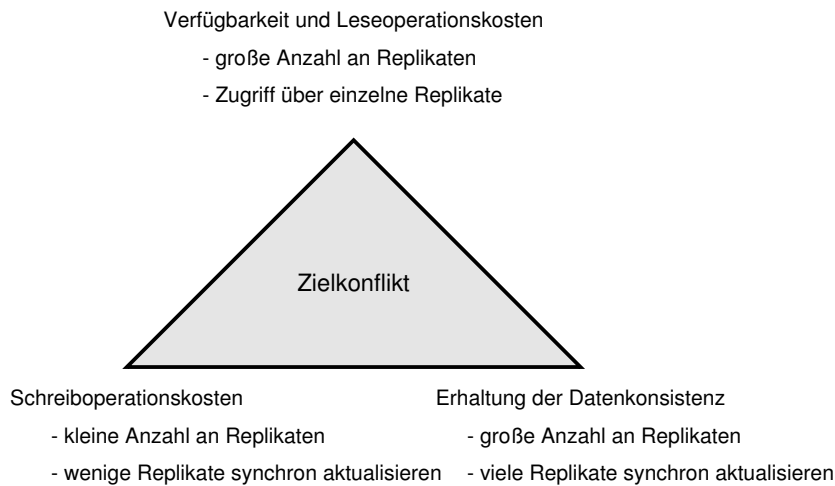 Verfügbarkeit und Leseoperationskosten
- große Anzahl an Replikaten
- Zugriff über einzelne Replikate
Zielkonflikt
Schreiboperationskosten
- kleine Anzahl an Replikaten
- wenige Replikate synchron aktualisieren
Erhaltung der Datenkonsistenz
- große Anzahl an Replikaten
- viele Replikate synchron aktualisieren